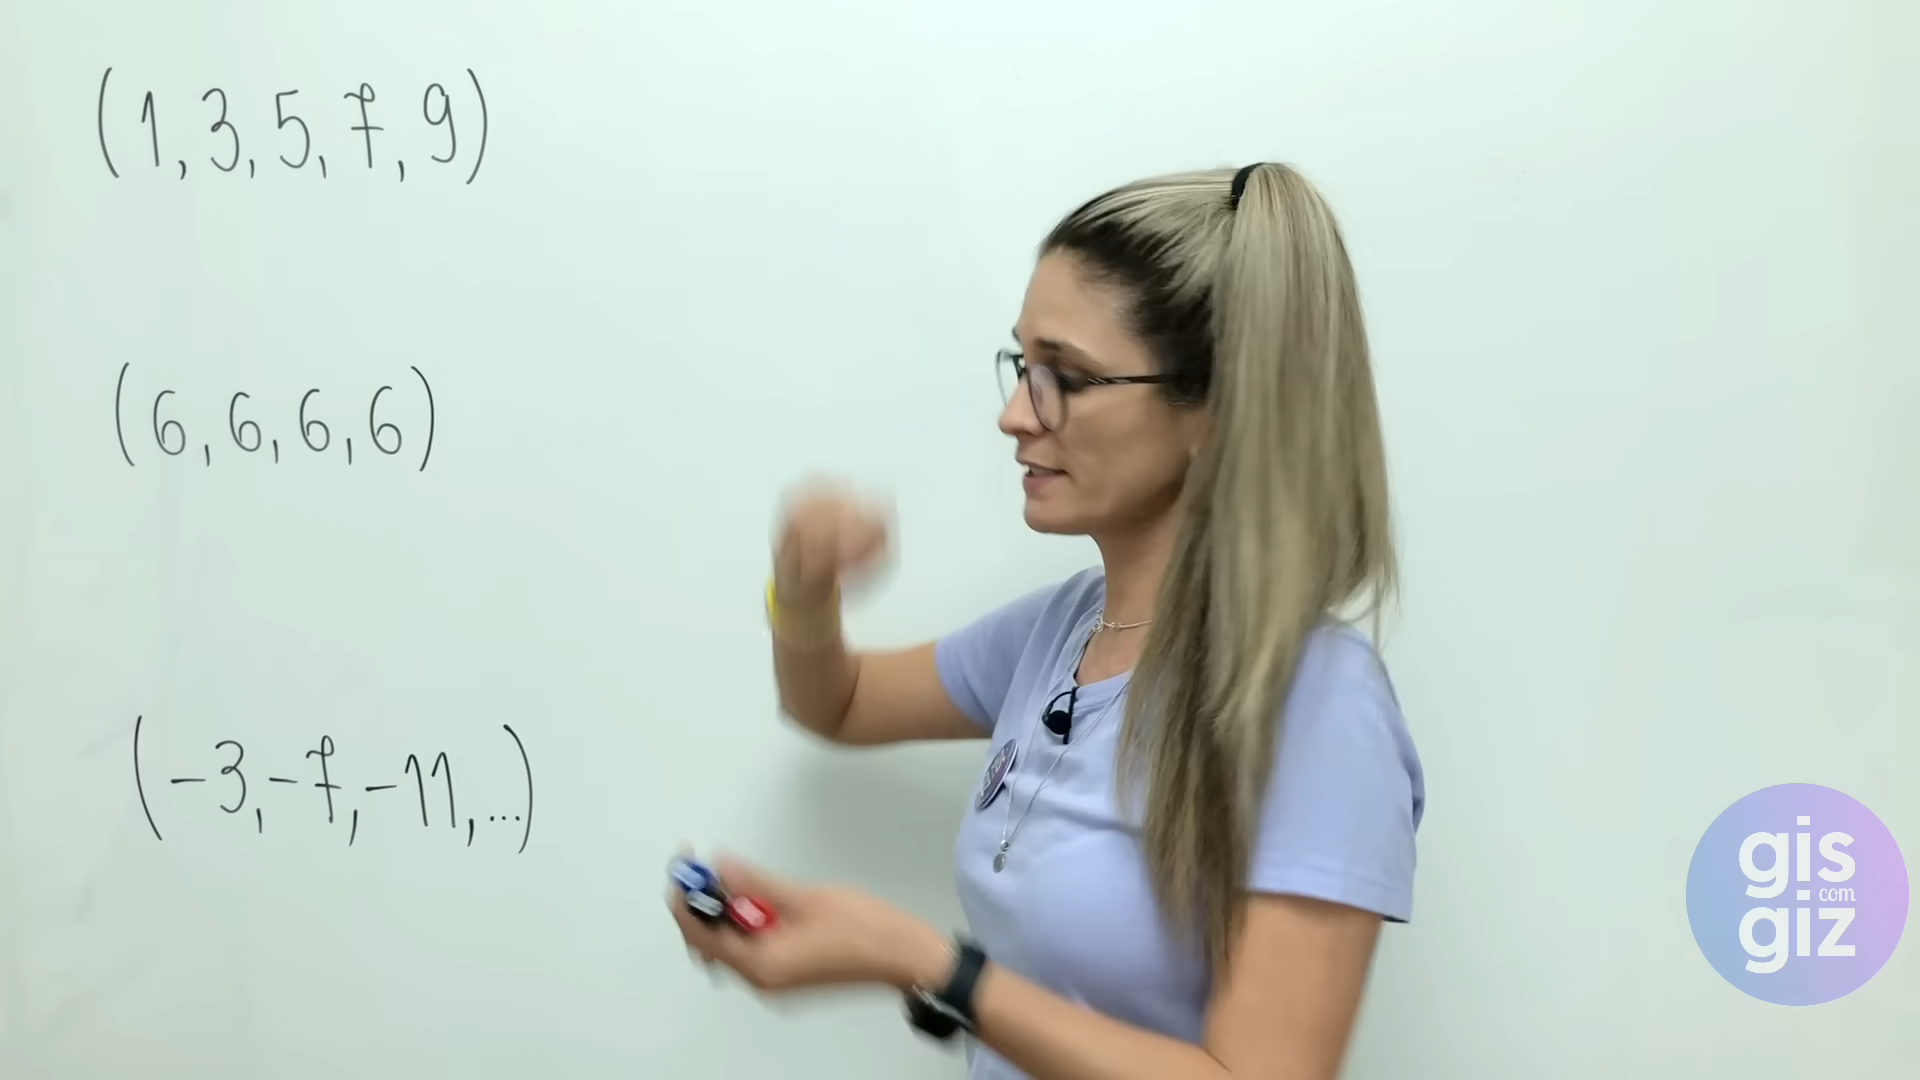 (1, 3, 5, 7, 9)
(6, 6, 6, 6)
(-3, -7, -11, ...)
gis
com
giz